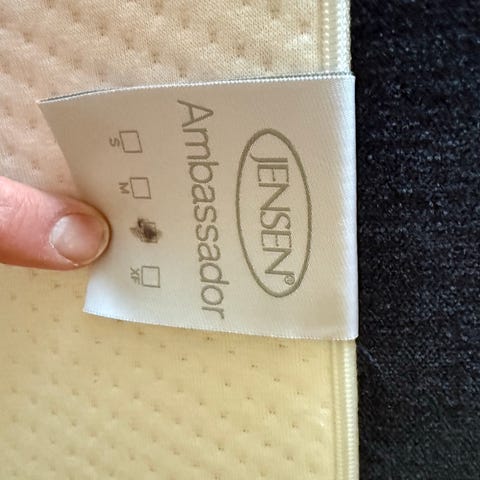 JENSEN®
Ambassador
S M XF